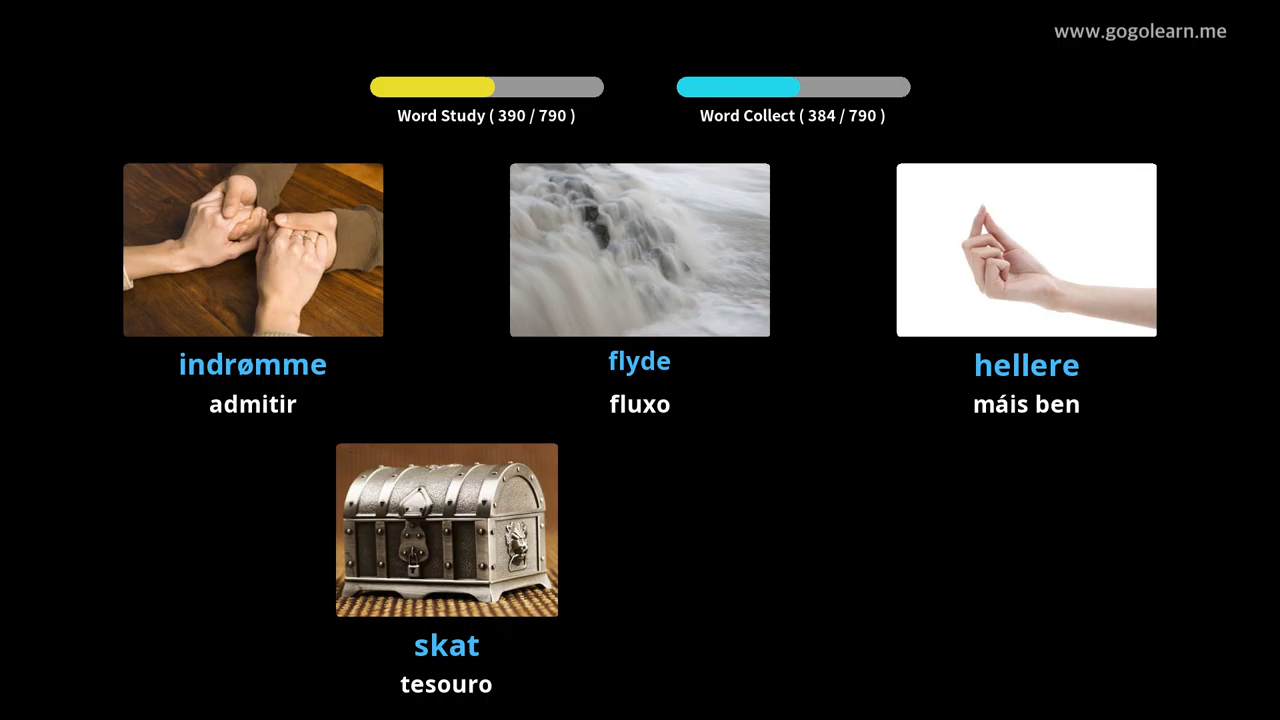 www.gogolearn.me
Word Study ( 390 / 790 )
Word Collect ( 384 / 790 )
indrømme
admitir
flyde
fluxo
hellere
máis ben
skat
tesouro